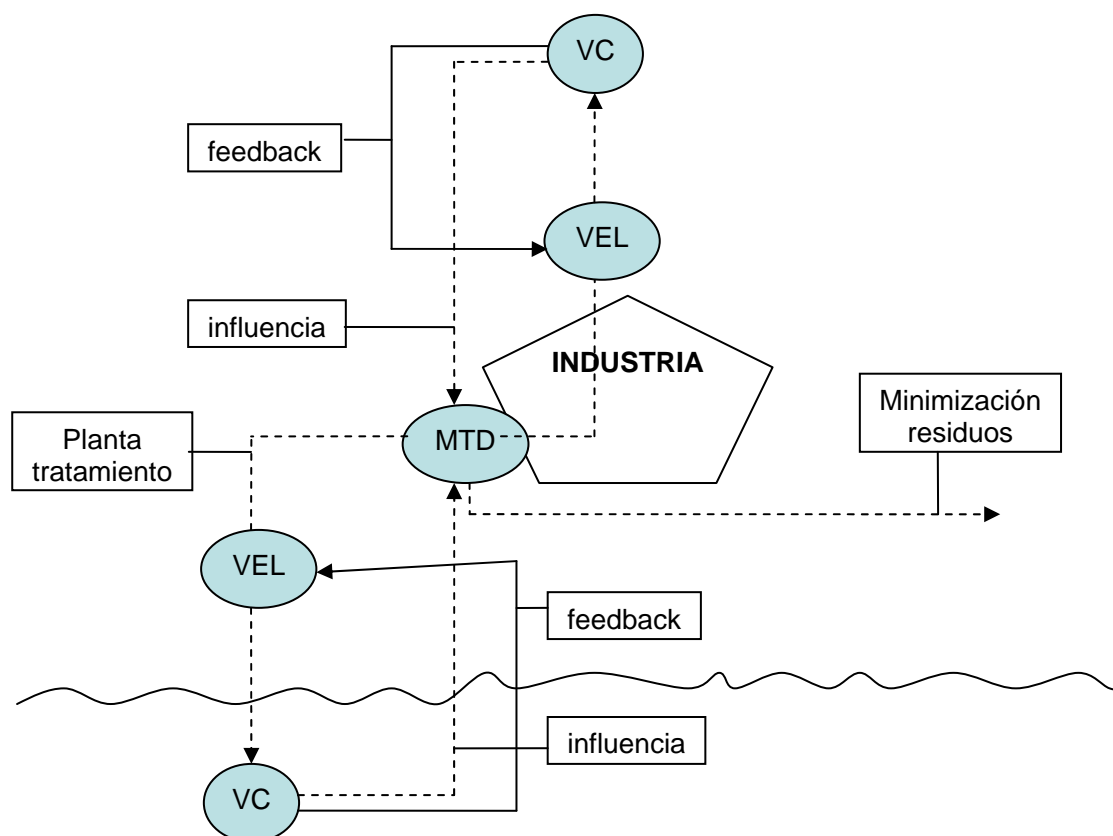 VC
feedback
VEL
influencia
INDUSTRIA
Minimización
residuos
MTD
Planta
tratamiento
VEL
feedback
influencia
VC